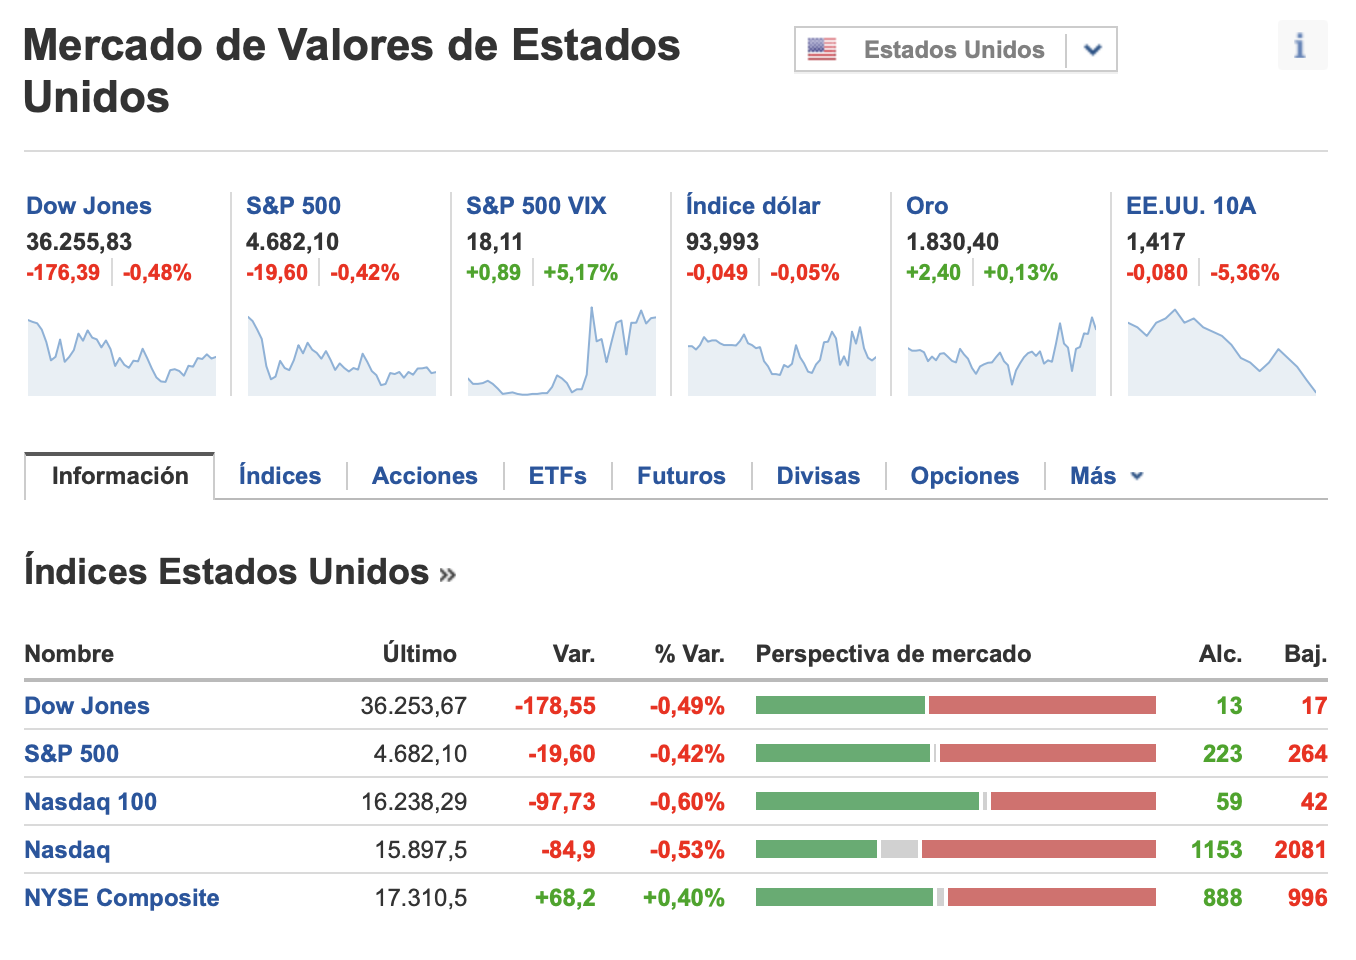 Mercado de Valores de Estados
Unidos
Estados Unidos
i
Dow Jones
36.255,83
-176,39 -0,48%
S&P 500
4.682,10
-19,60 -0,42%
S&P 500 VIX
18,11
+0,89 +5,17%
Índice dólar
93,993
-0,049 -0,05%
Oro
1.830,40
+2,40 +0,13%
EE.UU. 10A
1,417
-0,080 -5,36%
Información Índices Acciones ETFs Futuros Divisas Opciones Más
Índices Estados Unidos »
Nombre Último Var. % Var. Perspectiva de mercado Alc. Baj.
Dow Jones 36.253,67 -178,55 -0,49% 13 17
S&P 500 4.682,10 -19,60 -0,42% 223 264
Nasdaq 100 16.238,29 -97,73 -0,60% 59 42
Nasdaq 15.897,5 -84,9 -0,53% 1153 2081
NYSE Composite 17.310,5 +68,2 +0,40% 888 996